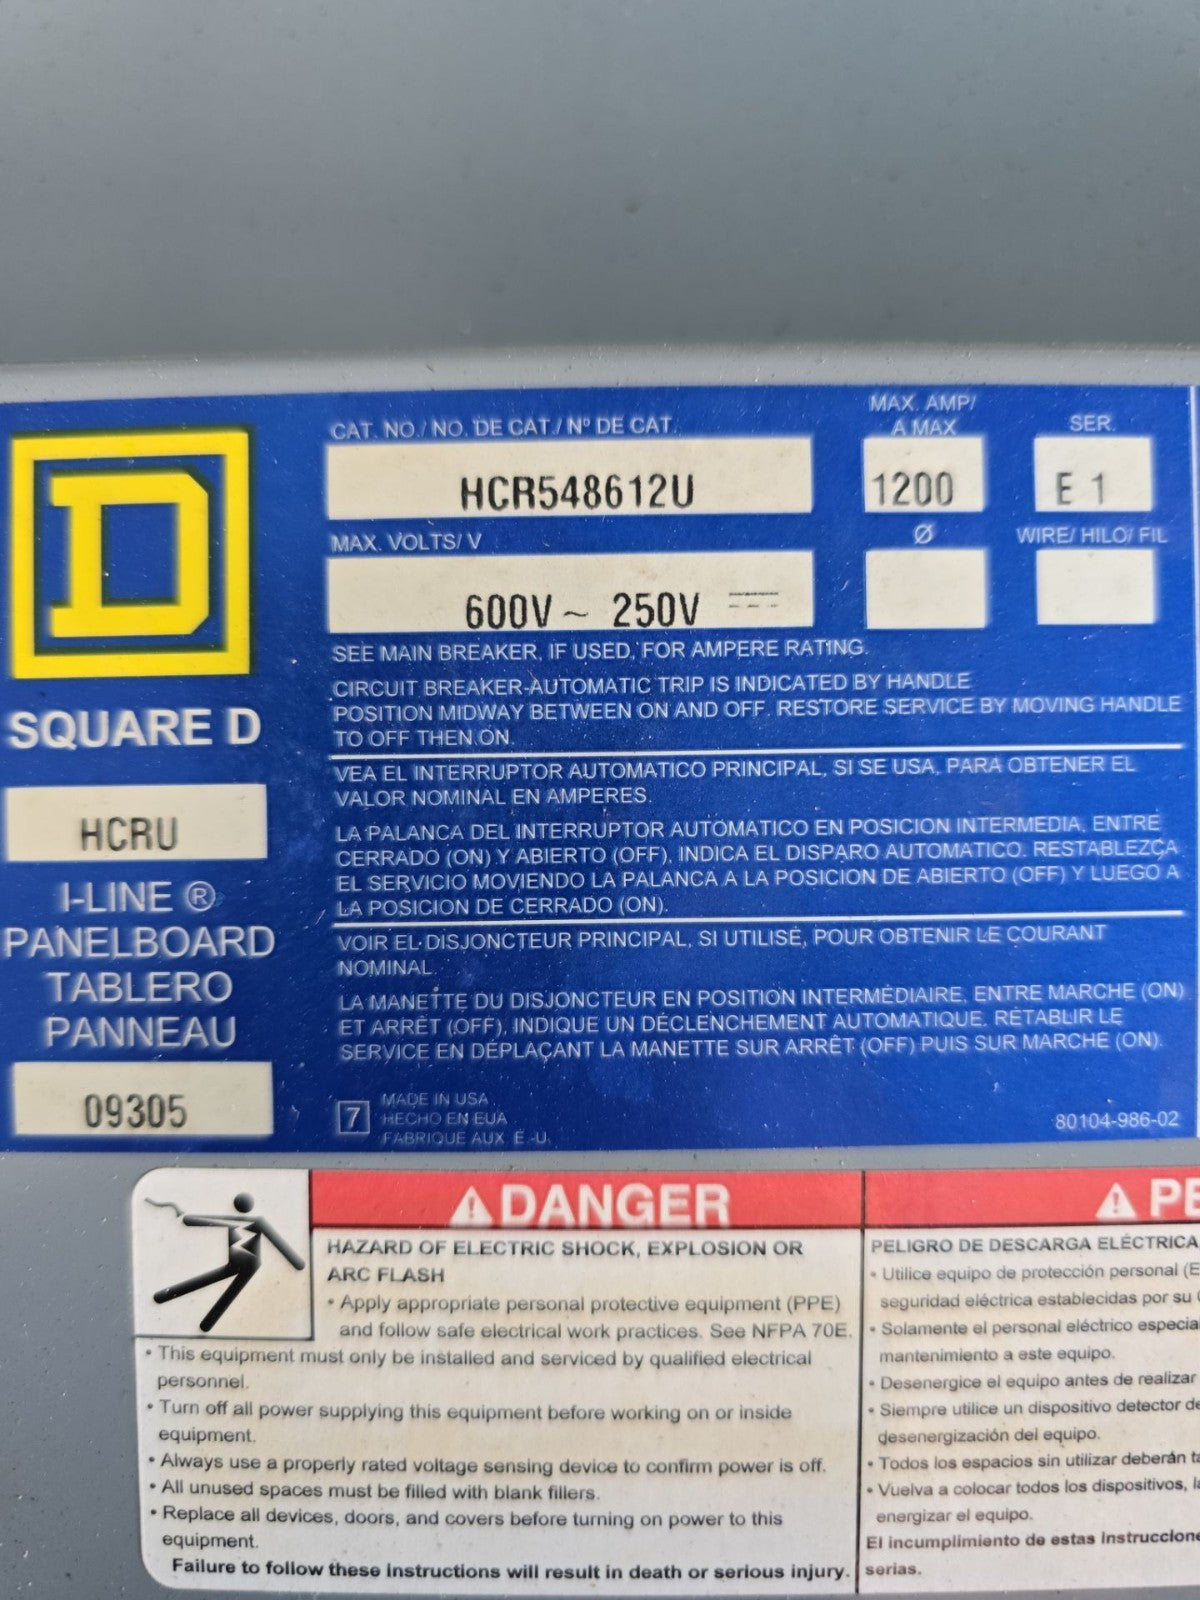 CAT. NO./ NO. DE CAT./ Nº DE CAT.
MAX. AMP/
A MAX
SER.
HCR548612U
1200
E 1
MAX. VOLTS/ V
Ø
WIRE/ HILO/ FIL
600V ~ 250V ⎓
SEE MAIN BREAKER, IF USED, FOR AMPERE RATING.
CIRCUIT BREAKER-AUTOMATIC TRIP IS INDICATED BY HANDLE
POSITION MIDWAY BETWEEN ON AND OFF. RESTORE SERVICE BY MOVING HANDLE
TO OFF THEN ON.
VEA EL INTERRUPTOR AUTOMATICO PRINCIPAL, SI SE USA, PARA OBTENER EL
VALOR NOMINAL EN AMPERES.
LA PALANCA DEL INTERRUPTOR AUTOMATICO EN POSICION INTERMEDIA, ENTRE
CERRADO (ON) Y ABIERTO (OFF), INDICA EL DISPARO AUTOMATICO. RESTABLEZCA
EL SERVICIO MOVIENDO LA PALANCA A LA POSICION DE ABIERTO (OFF) Y LUEGO A
LA POSICION DE CERRADO (ON).
VOIR EL DISJONCTEUR PRINCIPAL, SI UTILISÉ, POUR OBTENIR LE COURANT
NOMINAL.
LA MANETTE DU DISJONCTEUR EN POSITION INTERMÉDIAIRE, ENTRE MARCHE (ON)
ET ARRÊT (OFF), INDIQUE UN DÉCLENCHEMENT AUTOMATIQUE. RÉTABLIR LE
SERVICE EN DÉPLAÇANT LA MANETTE SUR ARRÊT (OFF) PUIS SUR MARCHE (ON).
7
MADE IN USA
HECHO EN EUA
FABRIQUE AUX É.-U.
80104-986-02
D
SQUARE D
HCRU
I-LINE ®
PANELBOARD
TABLERO
PANNEAU
09305
DANGER
HAZARD OF ELECTRIC SHOCK, EXPLOSION OR
ARC FLASH
• Apply appropriate personal protective equipment (PPE)
and follow safe electrical work practices. See NFPA 70E.
• This equipment must only be installed and serviced by qualified electrical
personnel.
• Turn off all power supplying this equipment before working on or inside
equipment.
• Always use a properly rated voltage sensing device to confirm power is off.
• All unused spaces must be filled with blank fillers.
• Replace all devices, doors, and covers before turning on power to this
equipment.
Failure to follow these instructions will result in death or serious injury.
PE
PELIGRO DE DESCARGA ELÉCTRICA,
• Utilice equipo de protección personal (E
seguridad eléctrica establecidas por su
• Solamente el personal eléctrico especial
mantenimiento a este equipo.
• Desenergice el equipo antes de realizar
• Siempre utilice un dispositivo detector de
desenergización del equipo.
• Todos los espacios sin utilizar deberán ta
• Vuelva a colocar todos los dispositivos, la
energizar el equipo.
El incumplimiento de estas instruccione
serias.